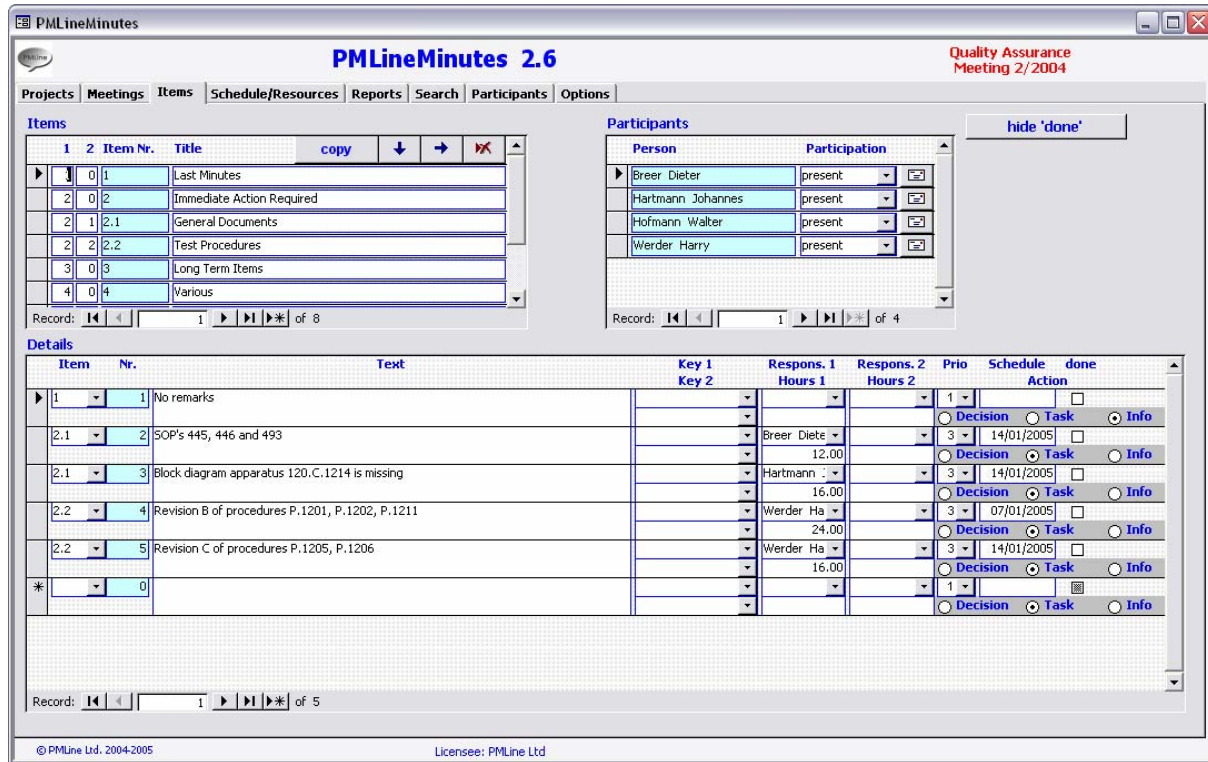 PMLineMinutes
PMLine
PMLineMinutes 2.6
Quality Assurance
Meeting 2/2004
Projects Meetings Items Schedule/Resources Reports Search Participants Options
Items
1 2 Item Nr. Title copy
1 0 1 Last Minutes
2 0 2 Immediate Action Required
2 1 2.1 General Documents
2 2 2.2 Test Procedures
3 0 3 Long Term Items
4 0 4 Various
Record: 1 of 8
Participants
Person Participation
Breer Dieter present
Hartmann Johannes present
Hofmann Walter present
Werder Harry present
Record: 1 of 4
hide 'done'
Details
Item Nr. Text Key 1 Respons. 1 Respons. 2 Prio Schedule done
Key 2 Hours 1 Hours 2 Action
1 1 No remarks 1
Decision Task Info
2.1 2 SOP's 445, 446 and 493 Breer Diete 3 14/01/2005
12.00 Decision Task Info
2.1 3 Block diagram apparatus 120.C.1214 is missing Hartmann 3 14/01/2005
16.00 Decision Task Info
2.2 4 Revision B of procedures P.1201, P.1202, P.1211 Werder Ha 3 07/01/2005
24.00 Decision Task Info
2.2 5 Revision C of procedures P.1205, P.1206 Werder Ha 3 14/01/2005
16.00 Decision Task Info
0 1
Decision Task Info
Record: 1 of 5
© PMLine Ltd. 2004-2005 Licensee: PMLine Ltd